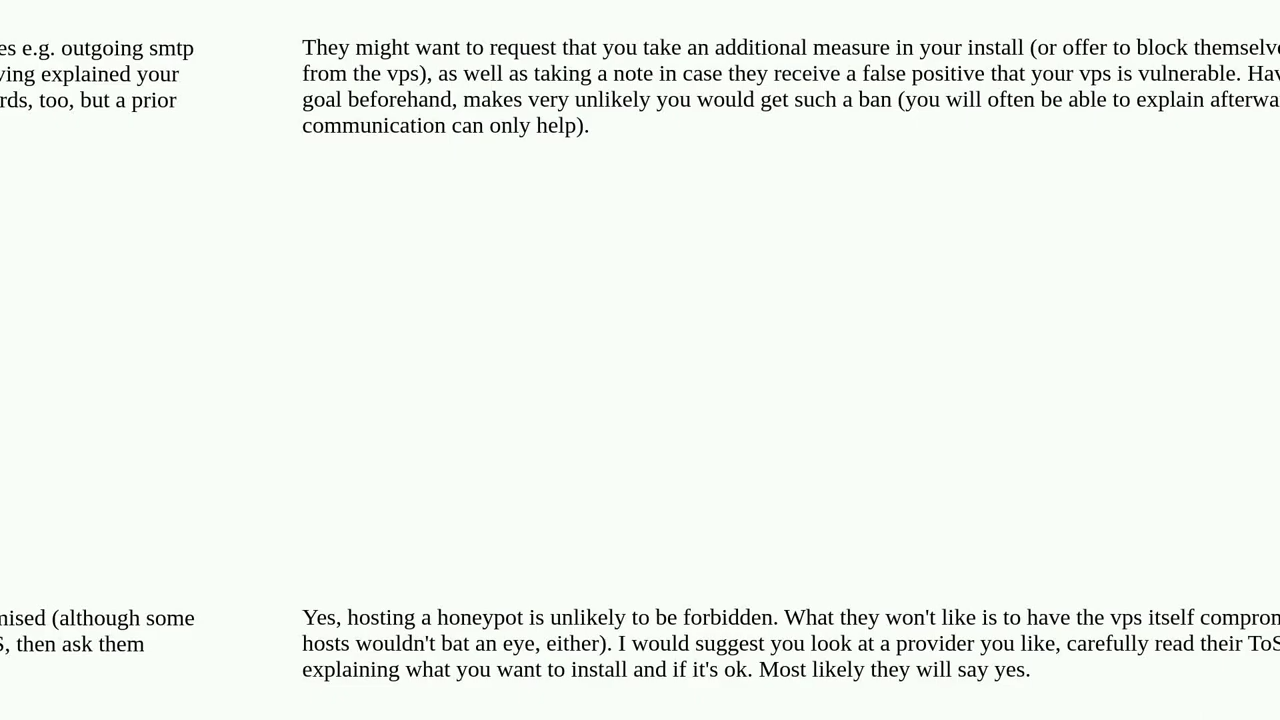 es e.g. outgoing smtp
ving explained your
rds, too, but a prior
They might want to request that you take an additional measure in your install (or offer to block themselve
from the vps), as well as taking a note in case they receive a false positive that your vps is vulnerable. Hav
goal beforehand, makes very unlikely you would get such a ban (you will often be able to explain afterwa
communication can only help).
mised (although some
S, then ask them
Yes, hosting a honeypot is unlikely to be forbidden. What they won't like is to have the vps itself compron
hosts wouldn't bat an eye, either). I would suggest you look at a provider you like, carefully read their ToS
explaining what you want to install and if it's ok. Most likely they will say yes.